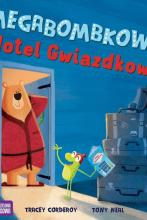 MEGABOMBKOW
Hotel Gwiazdkow
TRACEY CORDEROY
TONY NEAL